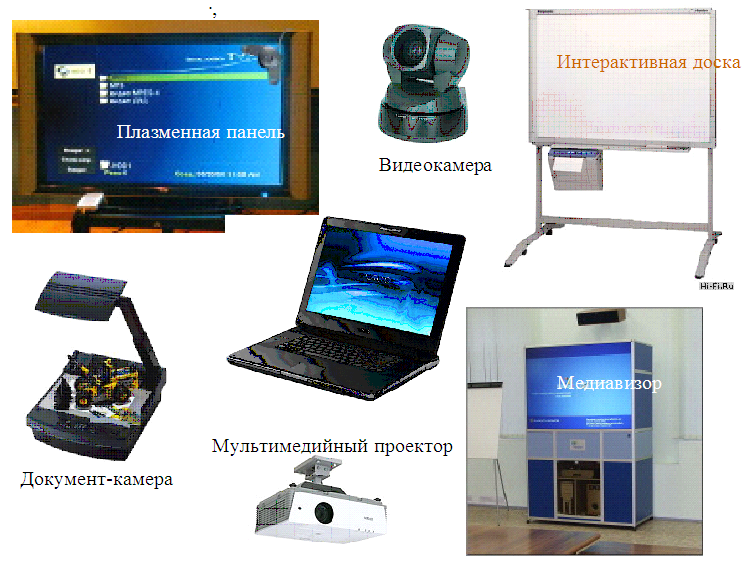 Плазменная панель
Видеокамера
Интерактивная доска
Hi-Fi.Ru
Медиавизор
Мультимедийный проектор
Документ-камера